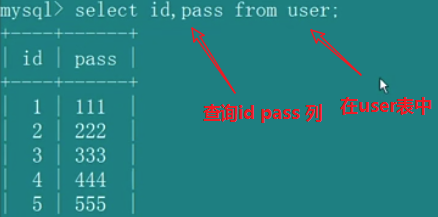 mysql> select id,pass from user;
+----+------+
| id | pass |
+----+------+
| 1 | 111 |
| 2 | 222 |
| 3 | 333 |
| 4 | 444 |
| 5 | 555 |
查询id pass 列
在user表中